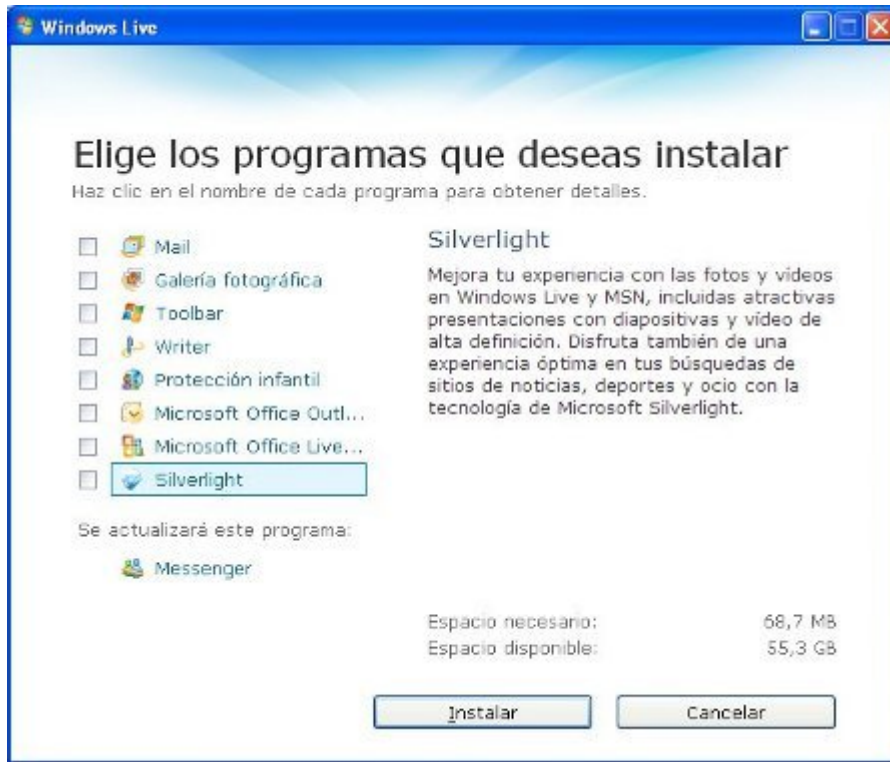 Windows Live
Elige los programas que deseas instalar
Haz clic en el nombre de cada programa para obtener detalles.
Mail
Galería fotográfica
Toolbar
Writer
Protección infantil
Microsoft Office Outl...
Microsoft Office Live...
Silverlight
Se actualizará este programa:
Messenger
Silverlight
Mejora tu experiencia con las fotos y vídeos
en Windows Live y MSN, incluidas atractivas
presentaciones con diapositivas y vídeo de
alta definición. Disfruta también de una
experiencia óptima en tus búsquedas de
sitios de noticias, deportes y ocio con la
tecnología de Microsoft Silverlight.
Espacio necesario: 68,7 MB
Espacio disponible: 55,3 GB
Instalar
Cancelar